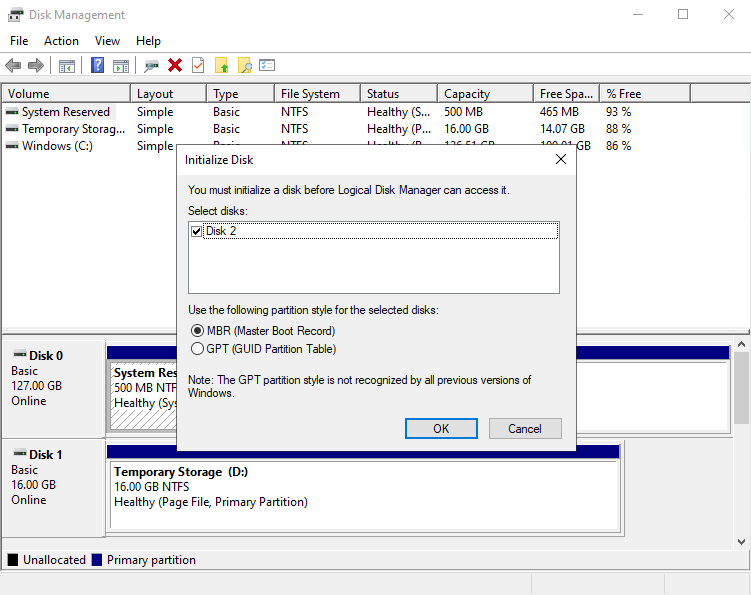 Disk Management
File Action View Help
Volume Layout Type File System Status Capacity Free Spa... % Free
System Reserved Simple Basic NTFS Healthy (S... 500 MB 465 MB 93 %
Temporary Storag... Simple Basic NTFS Healthy (P... 16.00 GB 14.07 GB 88 %
Windows (C:) Simple GB 86 %
Initialize Disk
You must initialize a disk before Logical Disk Manager can access it.
Select disks:
Disk 2
Use the following partition style for the selected disks:
MBR (Master Boot Record)
GPT (GUID Partition Table)
Note: The GPT partition style is not recognized by all previous versions of
Windows.
OK Cancel
Disk 0
Basic
127.00 GB
Online
System Res
500 MB NTF
Healthy (Sys
Disk 1
Basic
16.00 GB
Online
Temporary Storage (D:)
16.00 GB NTFS
Healthy (Page File, Primary Partition)
Unallocated Primary partition